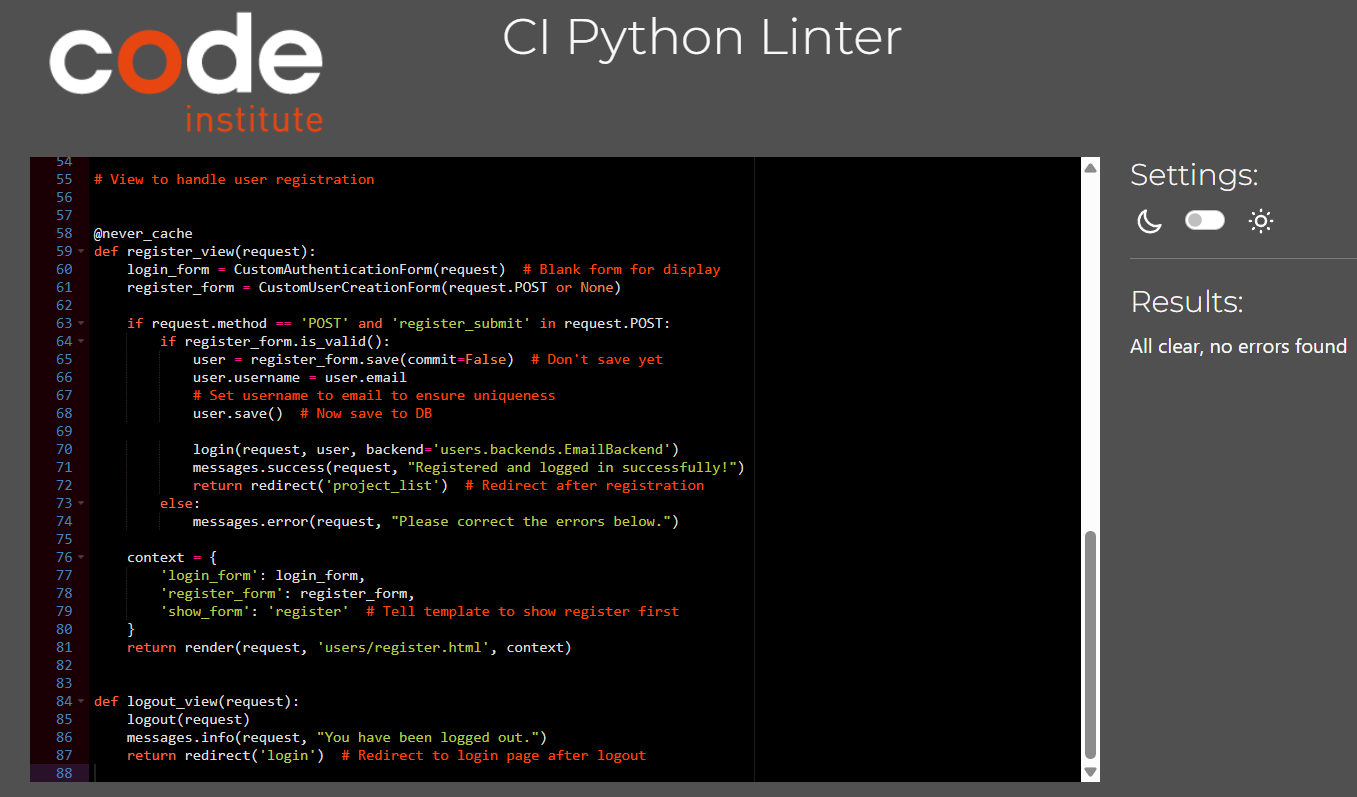 code
institute
CI Python Linter
54
55 # View to handle user registration
56
57
58 @never_cache
59 def register_view(request):
60     login_form = CustomAuthenticationForm(request)  # Blank form for display
61     register_form = CustomUserCreationForm(request.POST or None)
62
63     if request.method == 'POST' and 'register_submit' in request.POST:
64         if register_form.is_valid():
65             user = register_form.save(commit=False)  # Don't save yet
66             user.username = user.email
67             # Set username to email to ensure uniqueness
68             user.save()  # Now save to DB
69
70             login(request, user, backend='users.backends.EmailBackend')
71             messages.success(request, "Registered and logged in successfully!")
72             return redirect('project_list')  # Redirect after registration
73         else:
74             messages.error(request, "Please correct the errors below.")
75
76     context = {
77         'login_form': login_form,
78         'register_form': register_form,
79         'show_form': 'register'  # Tell template to show register first
80     }
81     return render(request, 'users/register.html', context)
82
83
84 def logout_view(request):
85     logout(request)
86     messages.info(request, "You have been logged out.")
87     return redirect('login')  # Redirect to login page after logout
88
Settings:
Results:
All clear, no errors found